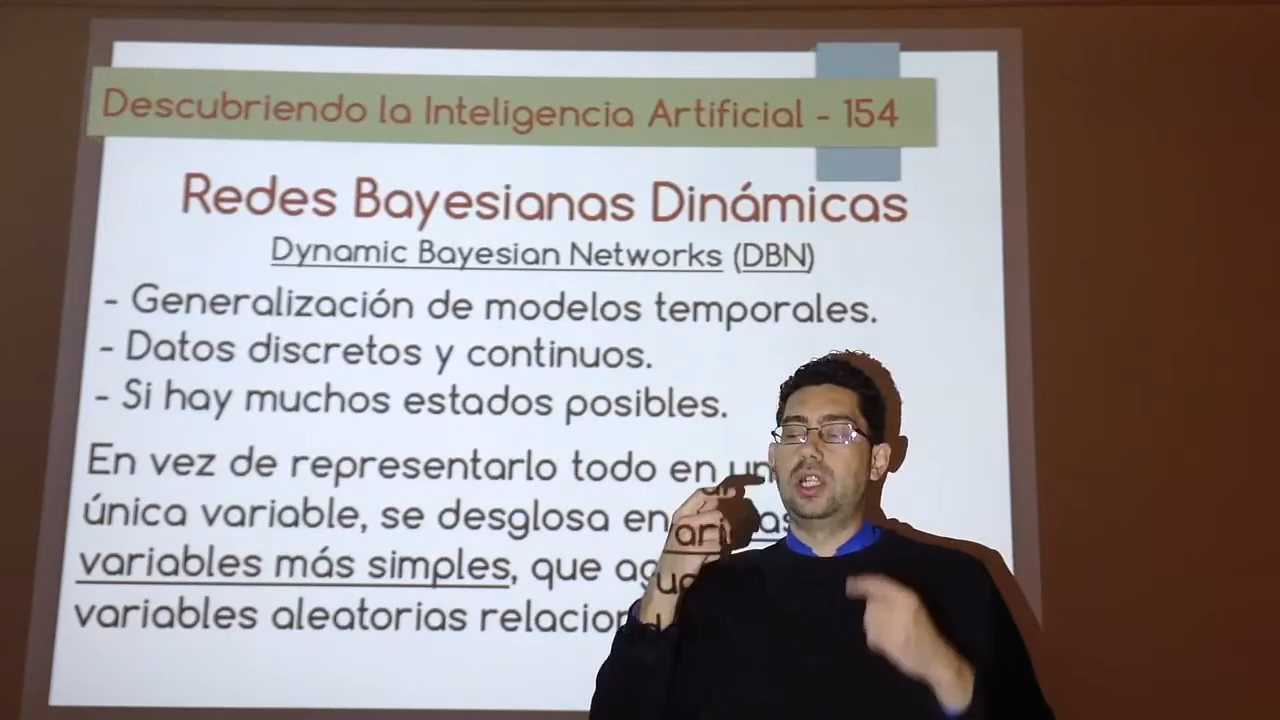 Descubriendo la Inteligencia Artificial - 154
Redes Bayesianas Dinámicas
Dynamic Bayesian Networks (DBN)
- Generalización de modelos temporales.
- Datos discretos y continuos.
- Si hay muchos estados posibles.
En vez de representarlo todo en
única variable, se desglosa en
variables más simples, que
variables aleatorias